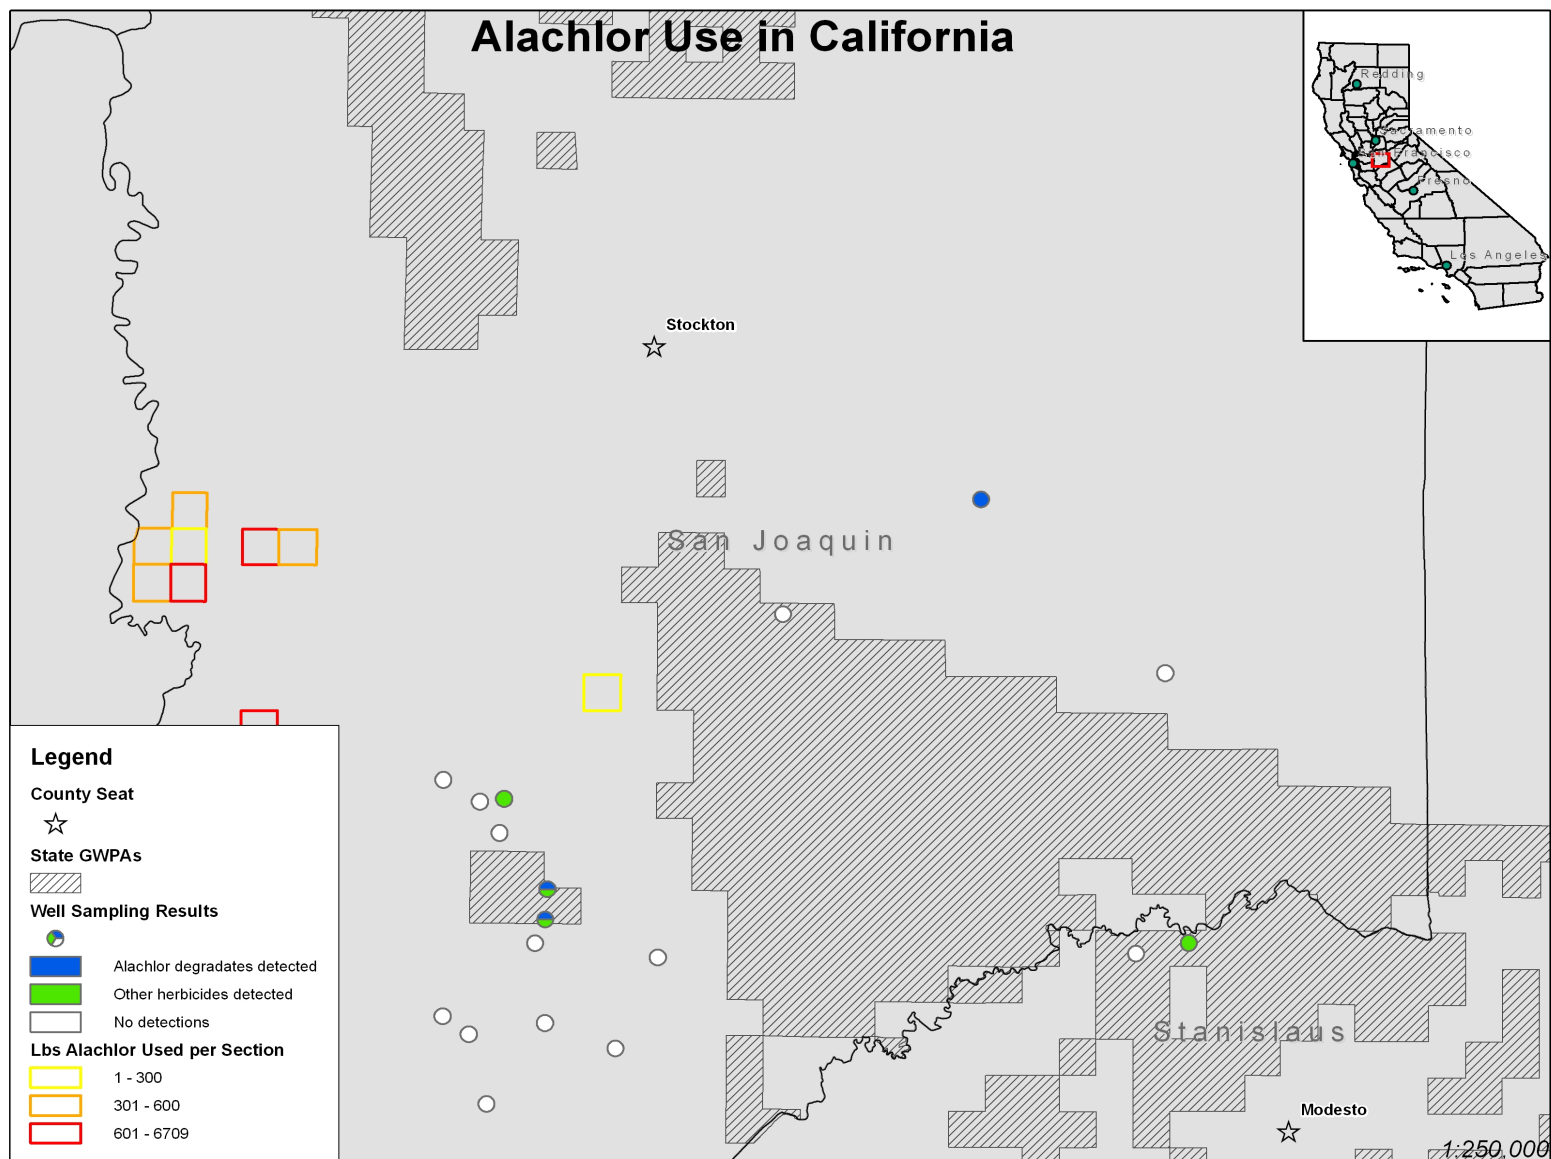 Alachlor Use in California
Redding
Sacramento
San Francisco
Fresno
Los Angeles
Stockton
San Joaquin
Stanislaus
Modesto
1:250,000
Legend
County Seat
State GWPAs
Well Sampling Results
Alachlor degradates detected
Other herbicides detected
No detections
Lbs Alachlor Used per Section
1 - 300
301 - 600
601 - 6709